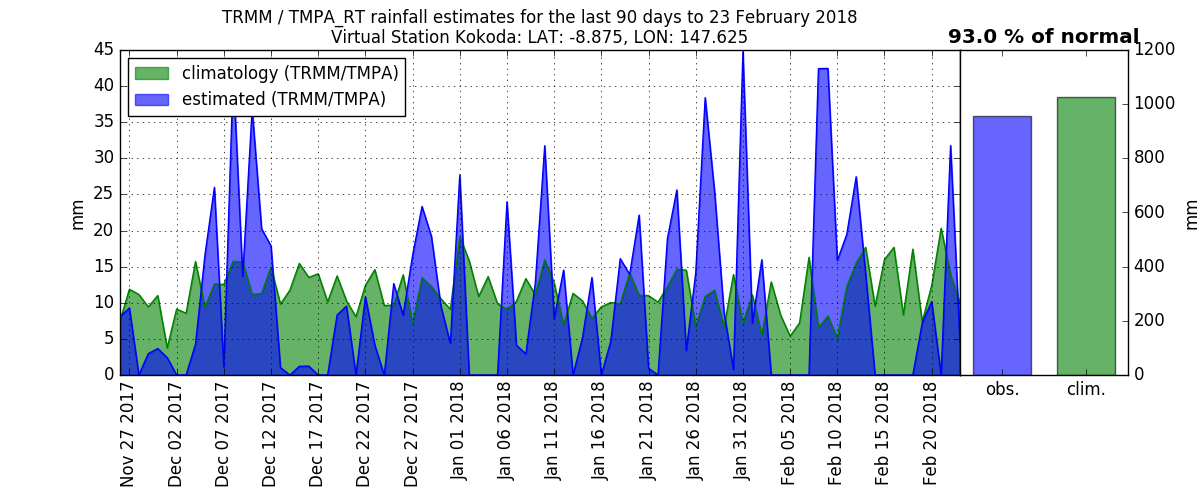 TRMM / TMPA_RT rainfall estimates for the last 90 days to 23 February 2018
Virtual Station Kokoda: LAT: -8.875, LON: 147.625
93.0 % of normal
climatology (TRMM/TMPA)
estimated (TRMM/TMPA)
mm
45
40
35
30
25
20
15
10
5
0
Nov 27 2017
Dec 02 2017
Dec 07 2017
Dec 12 2017
Dec 17 2017
Dec 22 2017
Dec 27 2017
Jan 01 2018
Jan 06 2018
Jan 11 2018
Jan 16 2018
Jan 21 2018
Jan 26 2018
Jan 31 2018
Feb 05 2018
Feb 10 2018
Feb 15 2018
Feb 20 2018
obs.
clim.
1200
1000
800
600
400
200
0
mm